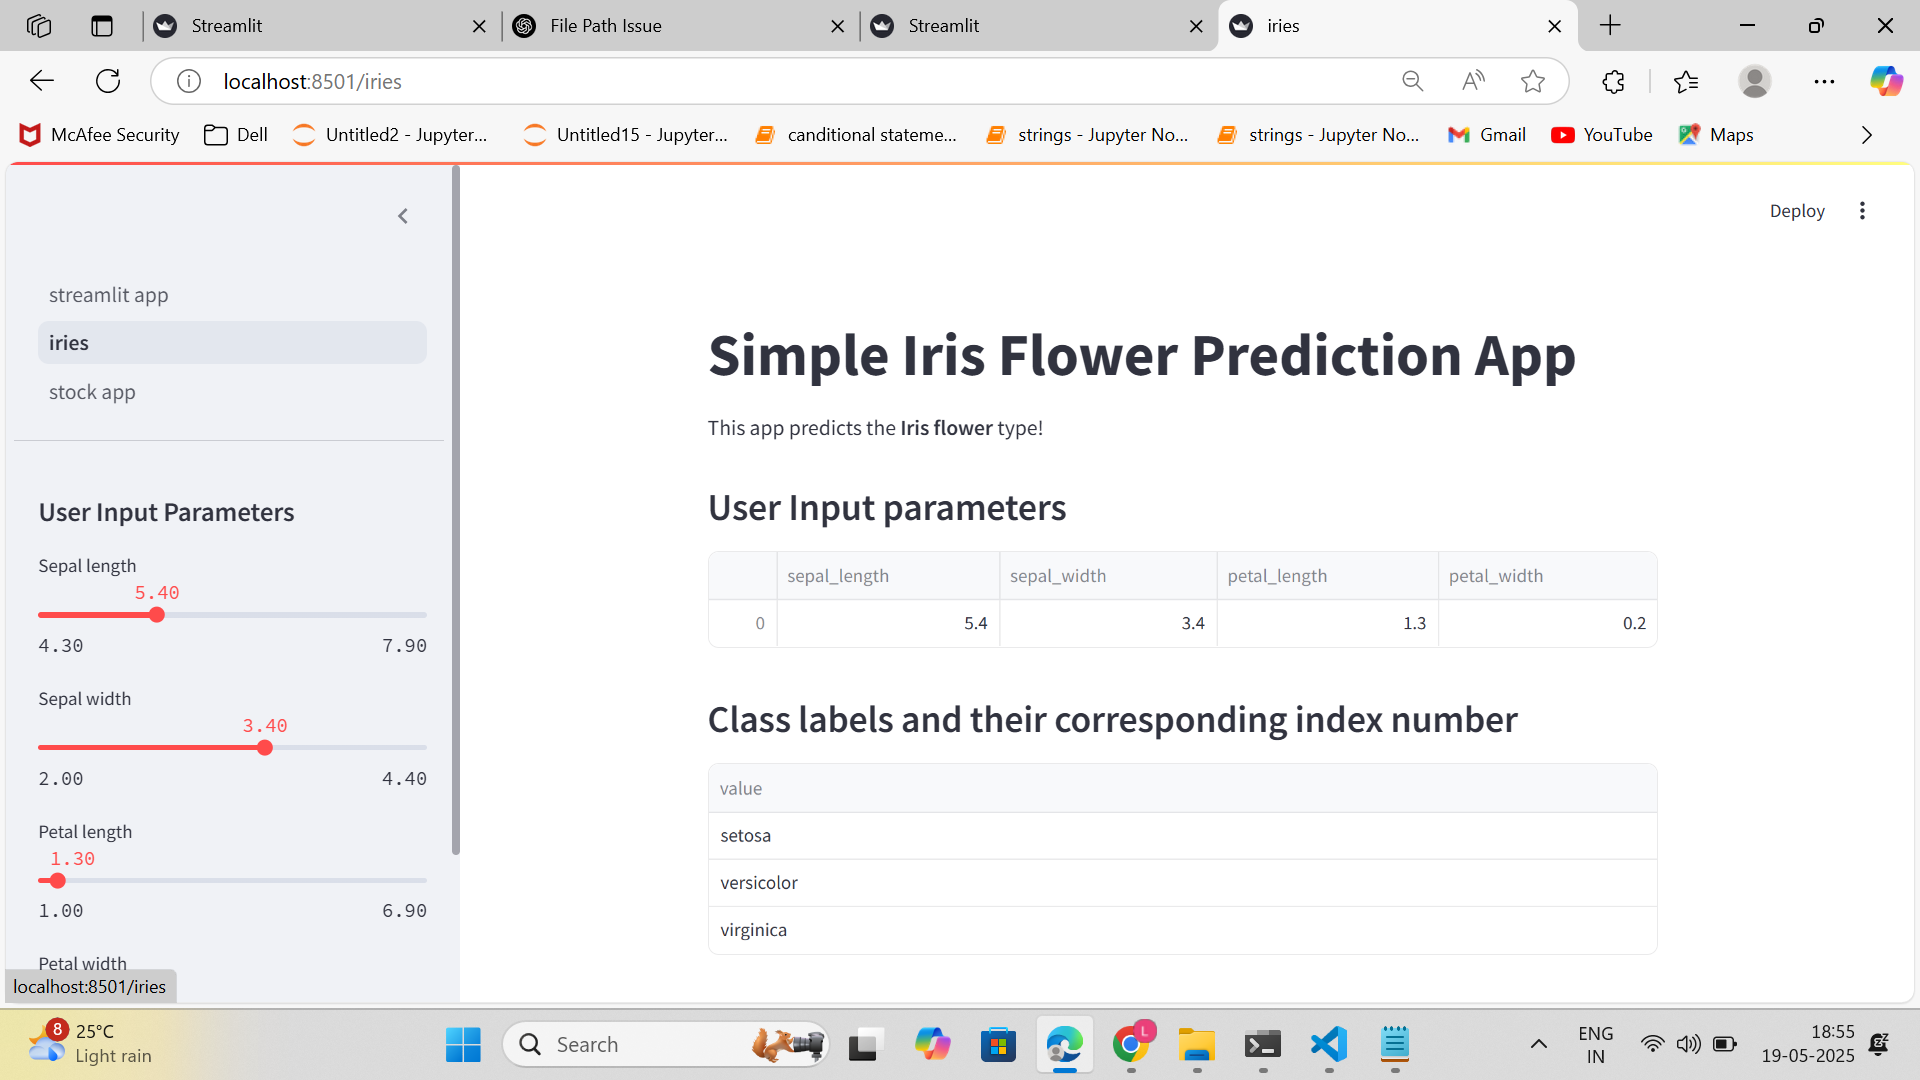 Streamlit
File Path Issue
Streamlit
iries
localhost:8501/iries
McAfee Security
Dell
Untitled2 - Jupyter...
Untitled15 - Jupyter...
canditional stateme...
strings - Jupyter No...
strings - Jupyter No...
Gmail
YouTube
Maps
Deploy
streamlit app
iries
stock app
User Input Parameters
Sepal length
5.40
4.30 7.90
Sepal width
3.40
2.00 4.40
Petal length
1.30
1.00 6.90
Petal width
localhost:8501/iries
Simple Iris Flower Prediction App
This app predicts the Iris flower type!
User Input parameters
sepal_length sepal_width petal_length petal_width
0 5.4 3.4 1.3 0.2
Class labels and their corresponding index number
value
setosa
versicolor
virginica
8
25°C
Light rain
Search
L
ENG
IN
18:55
19-05-2025